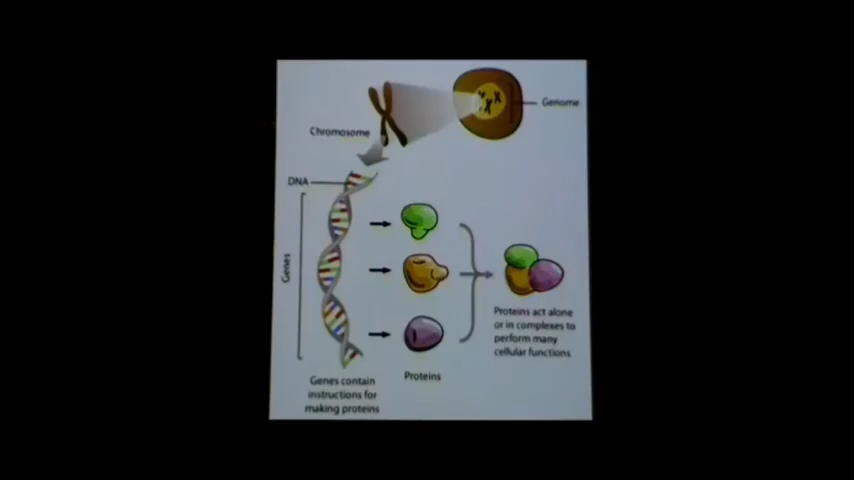 Genome
Chromosome
DNA
Genes
Proteins act alone
or in complexes to
perform many
cellular functions
Proteins
Genes contain
instructions for
making proteins